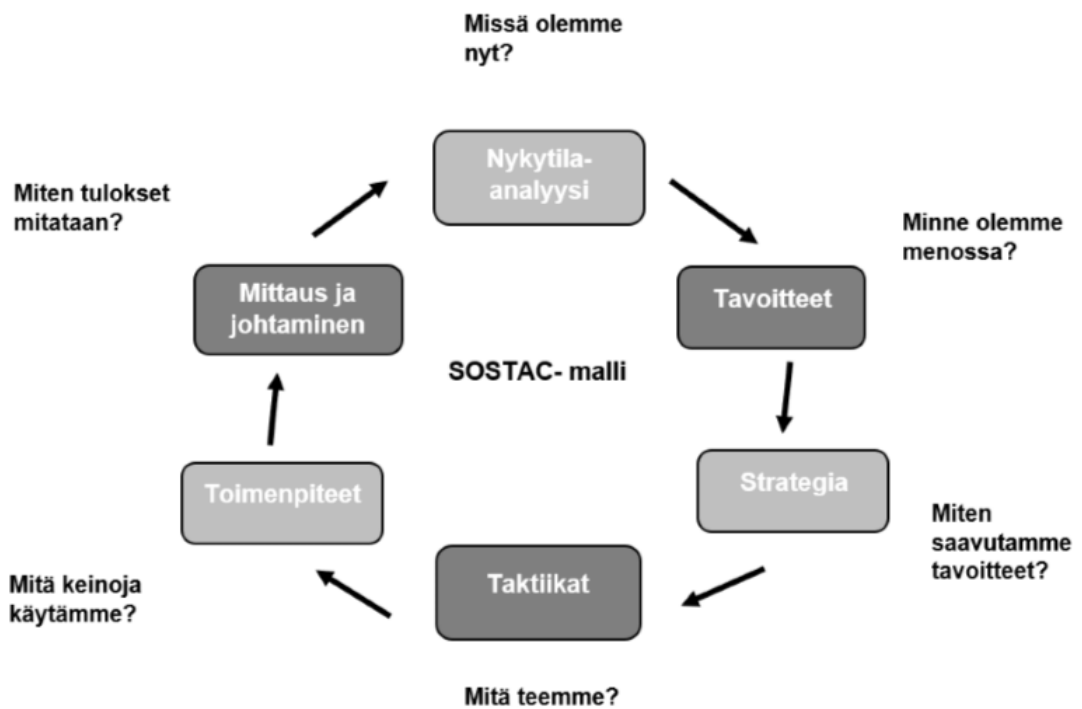 Missä olemme
nyt?
Nykytila-
analyysi
Minne olemme
menossa?
Tavoitteet
Strategia
Miten
saavutamme
tavoitteet?
Taktiikat
Mitä teemme?
Toimenpiteet
Mitä keinoja
käytämme?
Mittaus ja
johtaminen
Miten tulokset
mitataan?
SOSTAC- malli